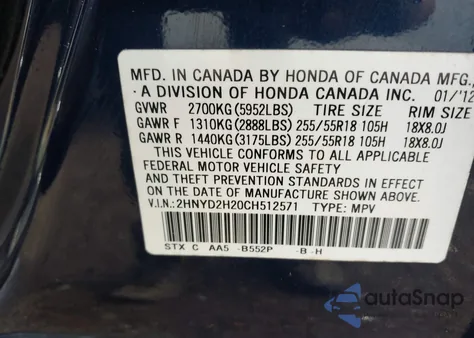 MFD. IN CANADA BY HONDA OF CANADA MFG.,
A DIVISION OF HONDA CANADA INC. 01/'12
GVWR 2700KG(5952LBS) TIRE SIZE RIM SIZE
GAWR F 1310KG(2888LBS) 255/55R18 105H 18X8.0J
GAWR R 1440KG(3175LBS) 255/55R18 105H 18X8.0J
THIS VEHICLE CONFORMS TO ALL APPLICABLE
FEDERAL MOTOR VEHICLE SAFETY
STANDARDS IN EFFECT ON THE
DATE OF MANUFACTURE SHOWN ABOVE.
V.I.N.:2HNYD2H20CH512571 TYPE: MPV
STX C AA5 -B552P -B-H
autoSnap